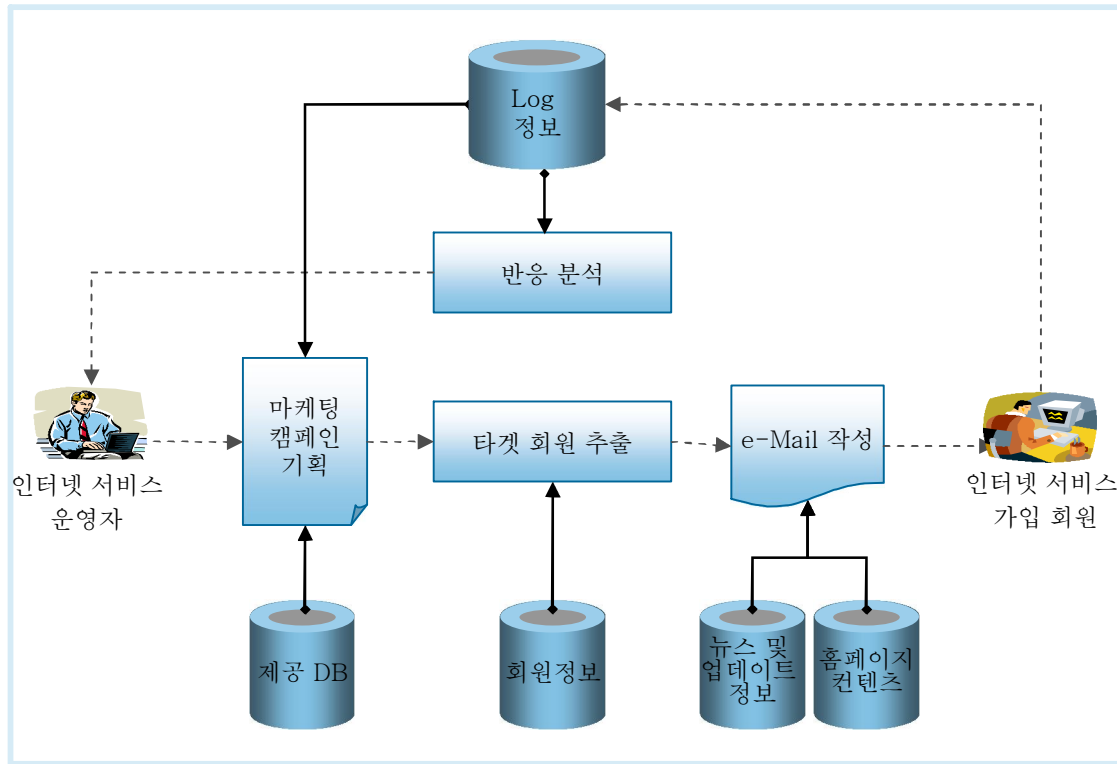 Log
정보
반응 분석
마케팅
캠페인
기획
타겟 회원 추출
e-Mail 작성
인터넷 서비스
운영자
인터넷 서비스
가입 회원
제공 DB
회원정보
뉴스 및
업데이트
정보
홈페이지
컨텐츠